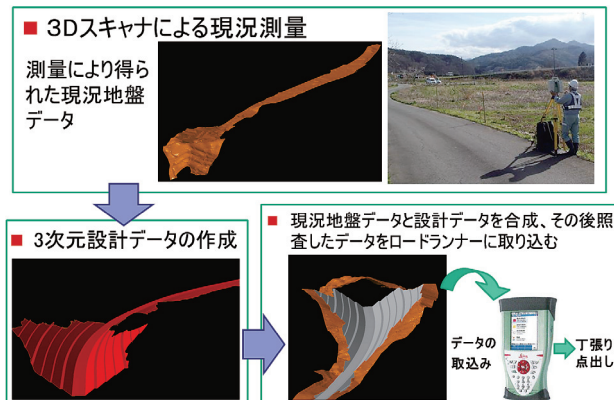 3Dスキャナによる現況測量
測量により得ら
れた現況地盤
データ
3次元設計データの作成
現況地盤データと設計データを合成、その後照
査したデータをロードランナーに取り込む
データの
取込み
丁張り
点出し